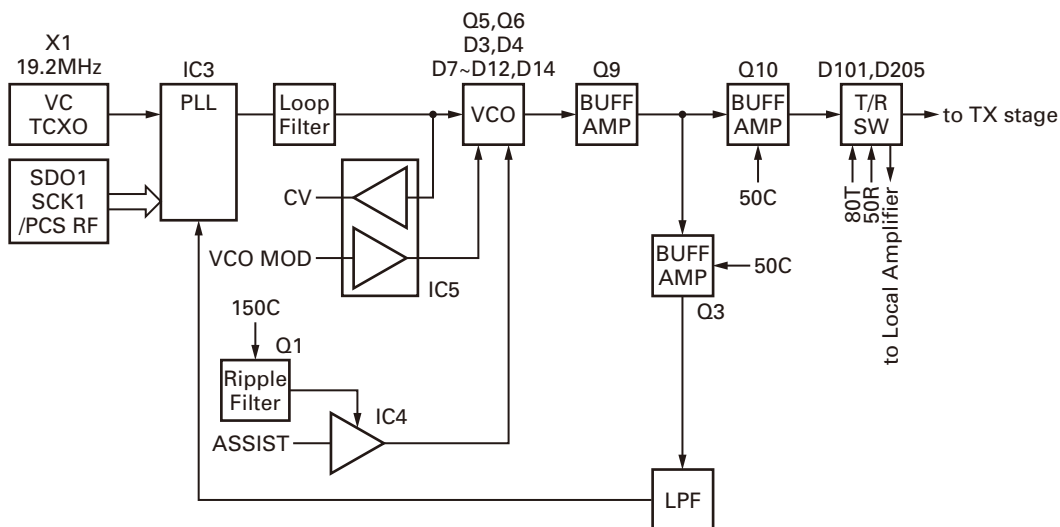 X1
19.2MHz
VC
TCXO
SDO1
SCK1
/PCS RF
IC3
PLL
Loop
Filter
Q5,Q6
D3,D4
D7~D12,D14
VCO
Q9
BUFF
AMP
Q10
BUFF
AMP
50C
D101,D205
T/R
SW
to TX stage
80T
50R
to Local Amplifier
CV
VCO MOD
IC5
BUFF
AMP
50C
Q3
150C
Q1
Ripple
Filter
IC4
ASSIST
LPF